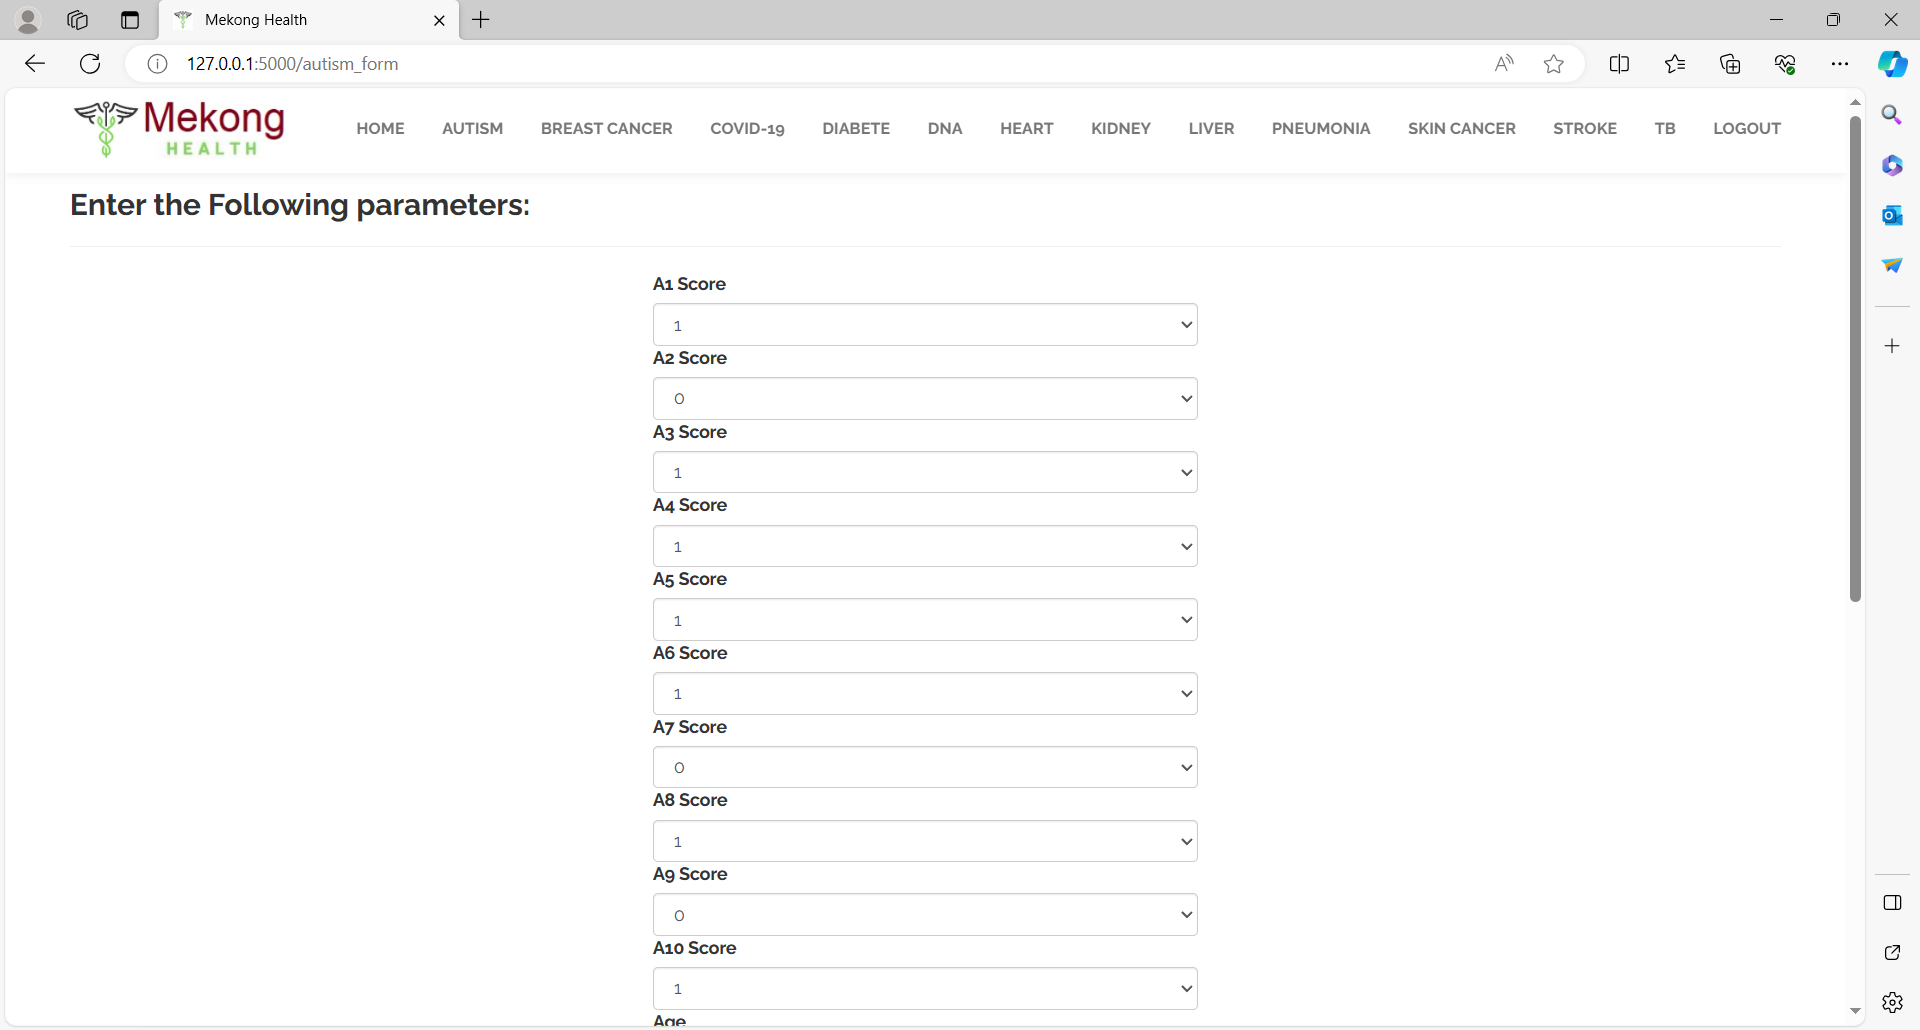 Mekong Health
127.0.0.1:5000/autism_form
Mekong
HEALTH
HOME AUTISM BREAST CANCER COVID-19 DIABETE DNA HEART KIDNEY LIVER PNEUMONIA SKIN CANCER STROKE TB LOGOUT
Enter the Following parameters:
A1 Score
1
A2 Score
0
A3 Score
1
A4 Score
1
A5 Score
1
A6 Score
1
A7 Score
0
A8 Score
1
A9 Score
0
A10 Score
1
Age